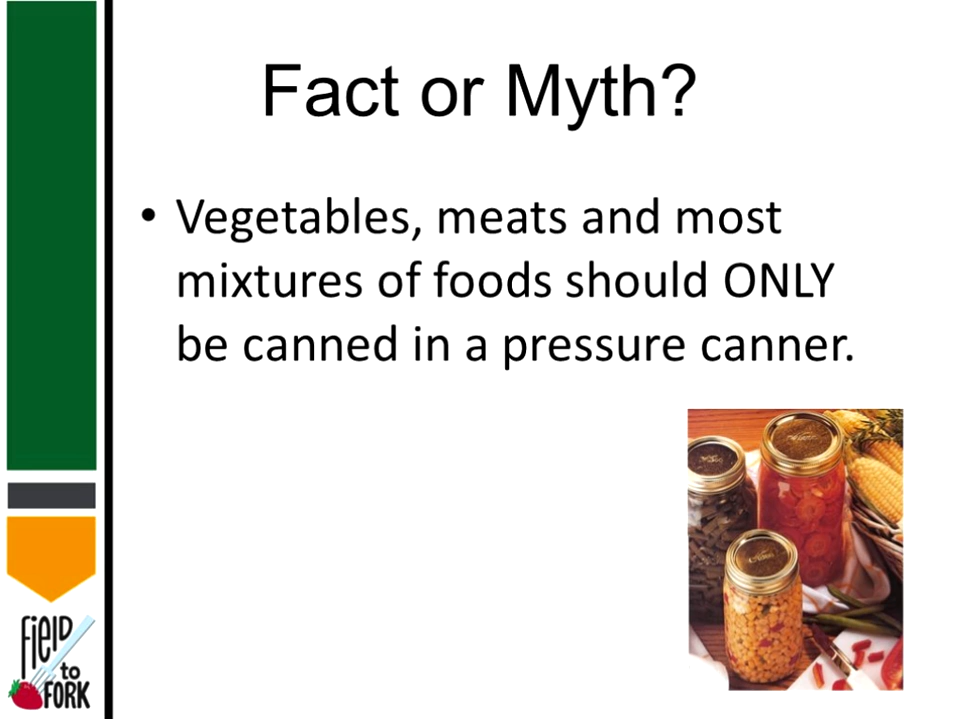 Fact or Myth?
• Vegetables, meats and most
mixtures of foods should ONLY
be canned in a pressure canner.
FielD
to
FORK